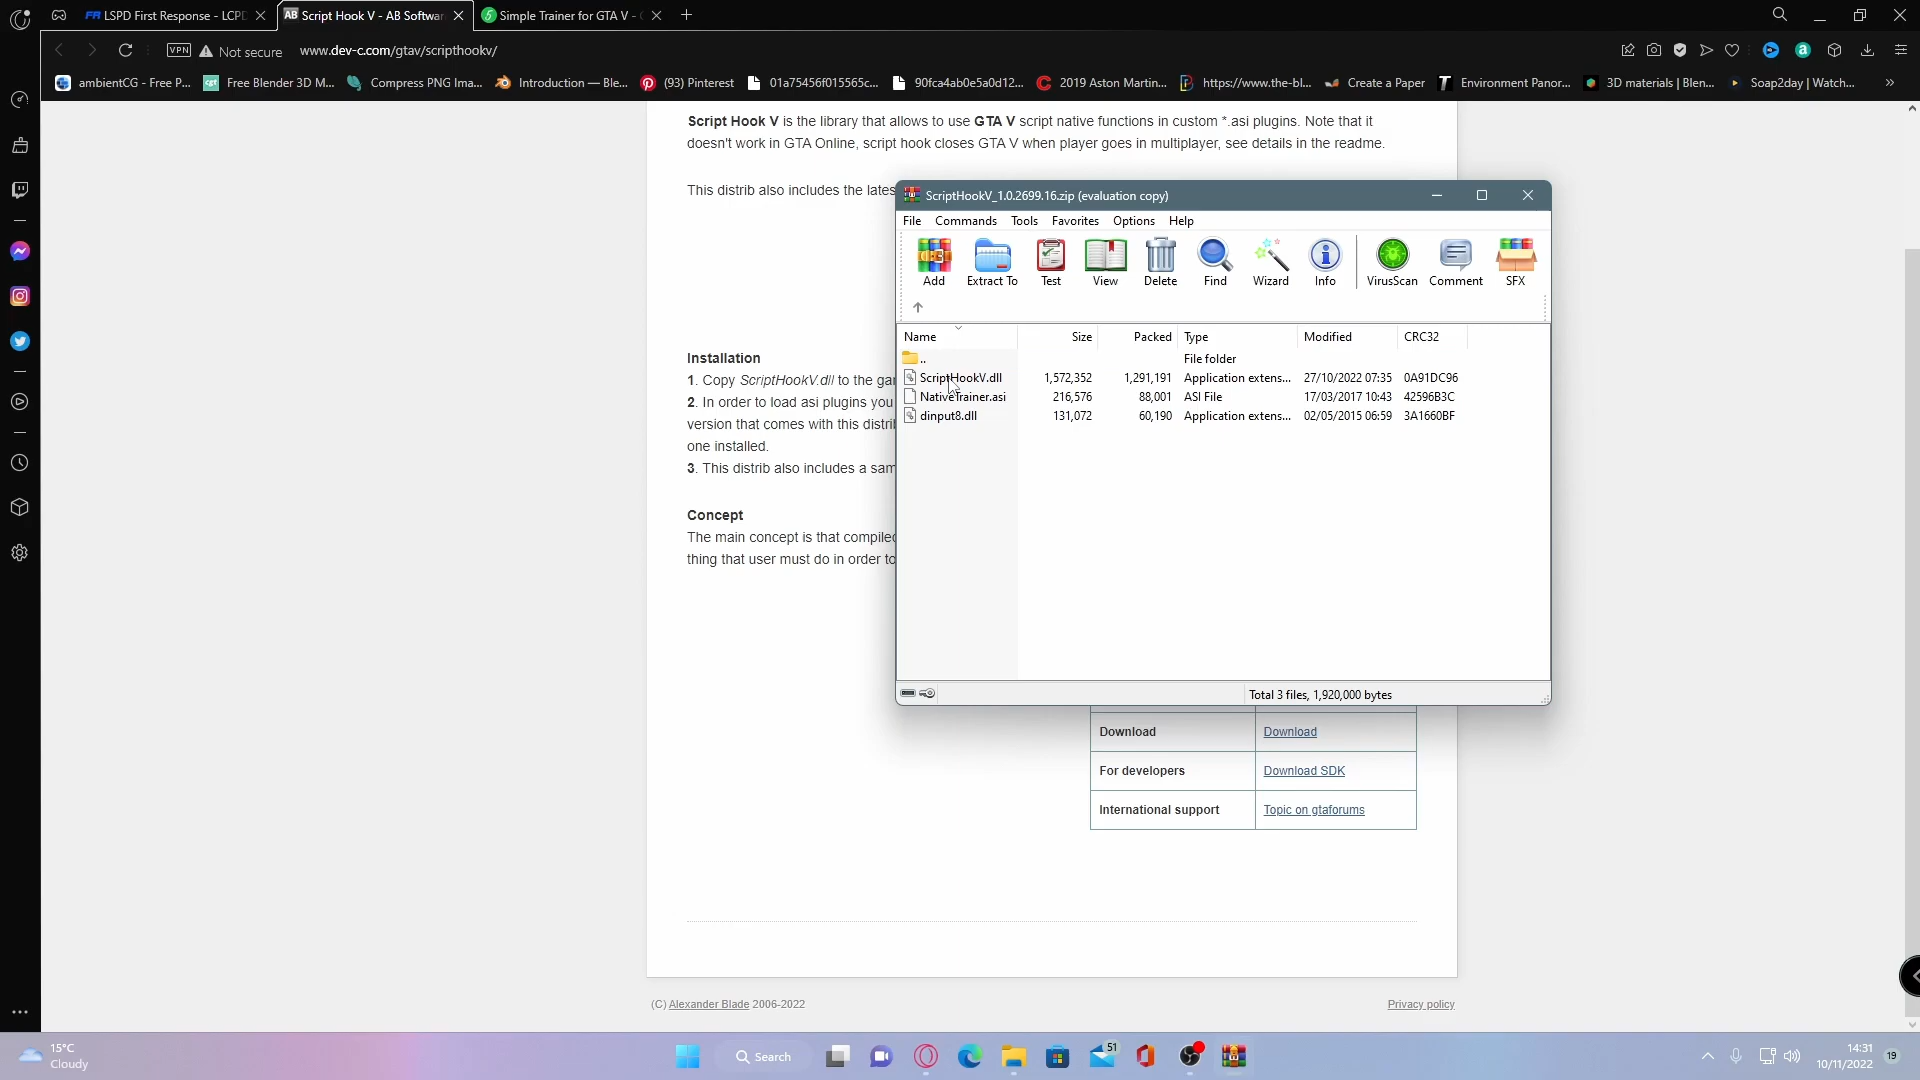 LSPD First Response - LCPD
Script Hook V - AB Softwar
Simple Trainer for GTA V -
VPN
Not secure
www.dev-c.com/gtav/scripthookv/
ambientCG - Free P...
Free Blender 3D M...
Compress PNG Ima...
Introduction — Ble...
(93) Pinterest
01a75456f015565c...
90fca4ab0e5a0d12...
2019 Aston Martin...
https://www.the-bl...
Create a Paper
Environment Panor...
3D materials | Blen...
Soap2day | Watch...
Script Hook V is the library that allows to use GTA V script native functions in custom *.asi plugins. Note that it
doesn't work in GTA Online, script hook closes GTA V when player goes in multiplayer, see details in the readme.
This distrib also includes the lates
Installation
1. Copy ScriptHookV.dll to the gar
2. In order to load asi plugins you
version that comes with this distrib
one installed.
3. This distrib also includes a sam
Concept
The main concept is that compiled
thing that user must do in order to
ScriptHookV_1.0.2699.16.zip (evaluation copy)
File Commands Tools Favorites Options Help
Add Extract To Test View Delete Find Wizard Info VirusScan Comment SFX
Name Size Packed Type Modified CRC32
.. File folder
ScriptHookV.dll 1,572,352 1,291,191 Application extens... 27/10/2022 07:35 0A91DC96
NativeTrainer.asi 216,576 88,001 ASI File 17/03/2017 10:43 42596B3C
dinput8.dll 131,072 60,190 Application extens... 02/05/2015 06:59 3A1660BF
Total 3 files, 1,920,000 bytes
Download Download
For developers Download SDK
International support Topic on gtaforums
(C) Alexander Blade 2006-2022
Privacy policy
15°C
Cloudy
Search
51
14:31
10/11/2022
19